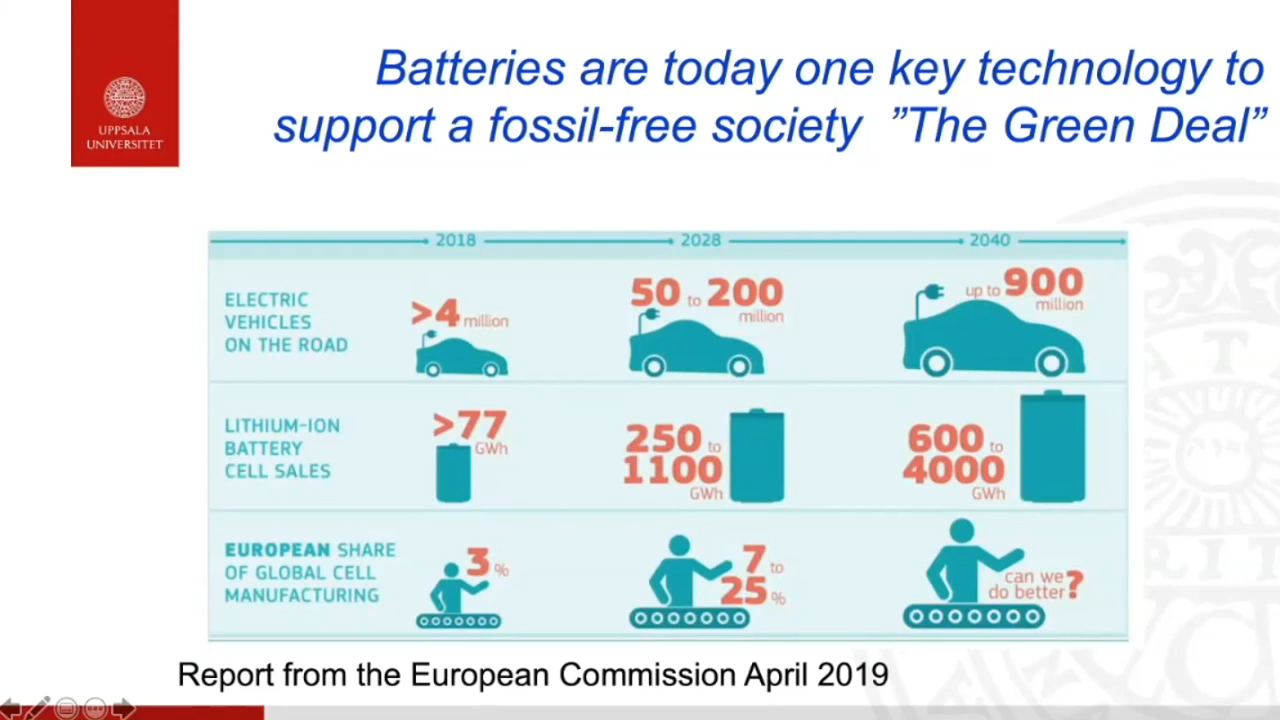 UPPSALA
UNIVERSITET
Batteries are today one key technology to
support a fossil-free society ”The Green Deal”
2018 2028 2040
ELECTRIC
VEHICLES
ON THE ROAD
>4 million
50 to 200
million
up to 900
million
LITHIUM-ION
BATTERY
CELL SALES
>77
GWh
250 to
1100
GWh
600 to
4000
GWh
EUROPEAN SHARE
OF GLOBAL CELL
MANUFACTURING
3 %
7 to
25 %
can we
do better?
Report from the European Commission April 2019